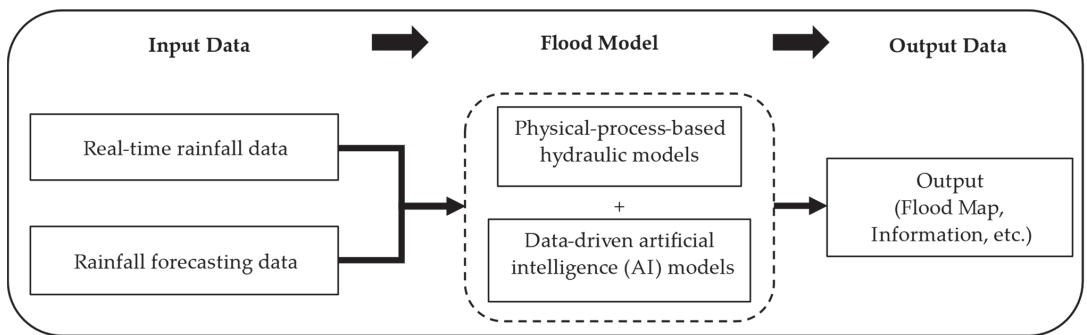 Input Data
Flood Model
Output Data
Real-time rainfall data
Rainfall forecasting data
Physical-process-based
hydraulic models
+
Data-driven artificial
intelligence (AI) models
Output
(Flood Map,
Information, etc.)